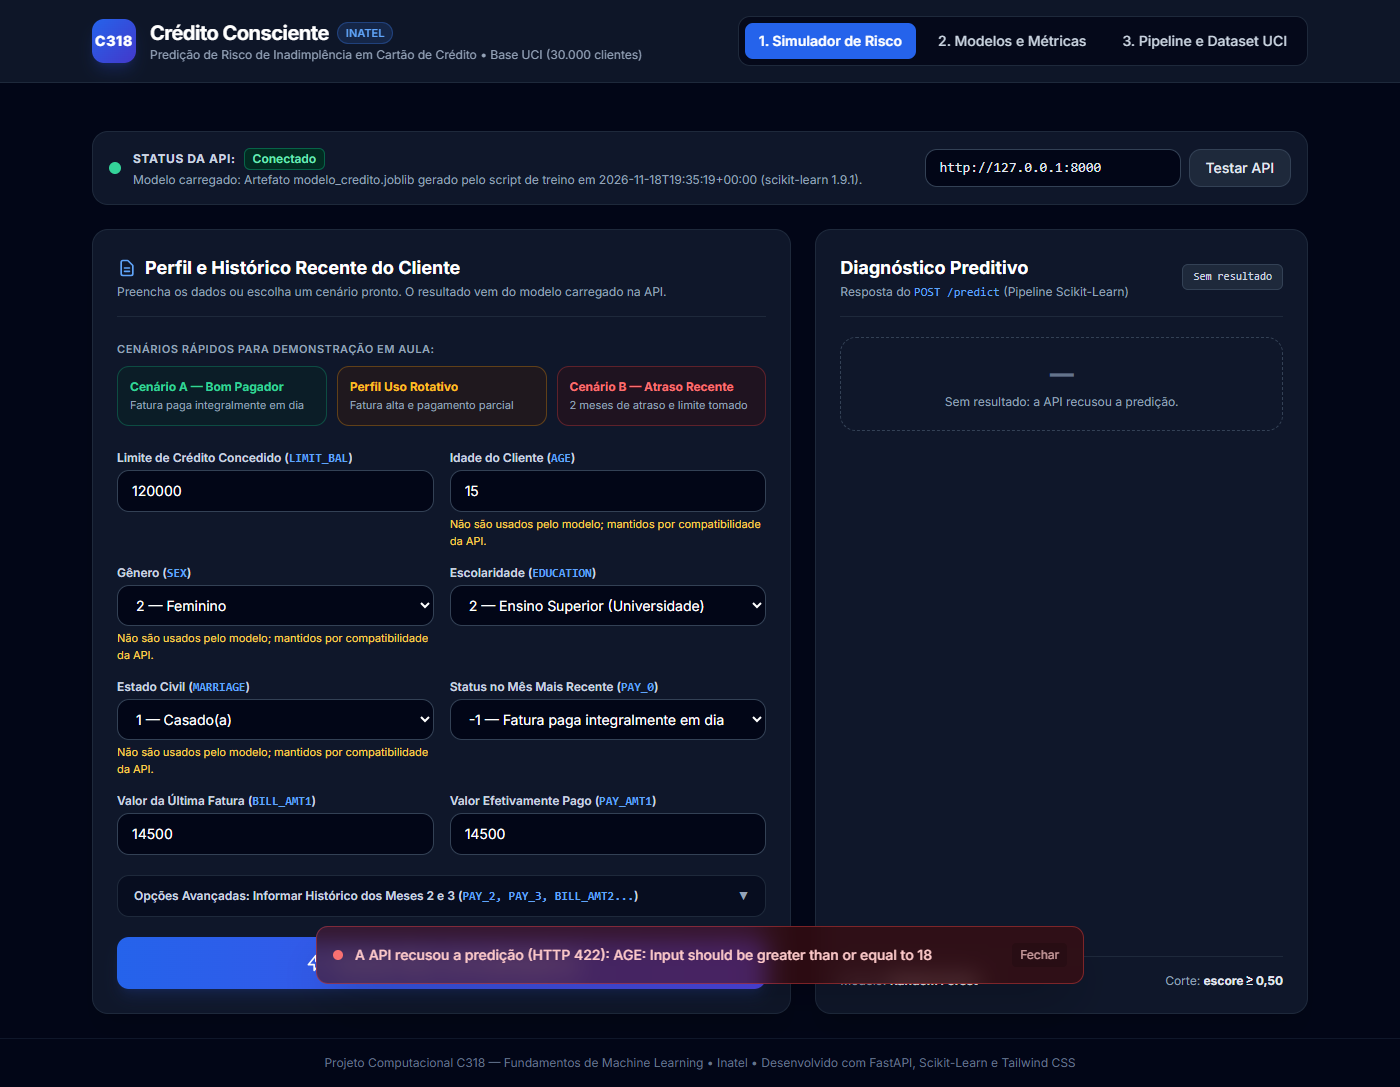 C318
Crédito Consciente
INATEL
Predição de Risco de Inadimplência em Cartão de Crédito • Base UCI (30.000 clientes)
1. Simulador de Risco
2. Modelos e Métricas
3. Pipeline e Dataset UCI
STATUS DA API:
Conectado
Modelo carregado: Artefato modelo_credito.joblib gerado pelo script de treino em 2026-11-18T19:35:19+00:00 (scikit-learn 1.9.1).
http://127.0.0.1:8000
Testar API
Perfil e Histórico Recente do Cliente
Preencha os dados ou escolha um cenário pronto. O resultado vem do modelo carregado na API.
CENÁRIOS RÁPIDOS PARA DEMONSTRAÇÃO EM AULA:
Cenário A — Bom Pagador
Fatura paga integralmente em dia
Perfil Uso Rotativo
Fatura alta e pagamento parcial
Cenário B — Atraso Recente
2 meses de atraso e limite tomado
Limite de Crédito Concedido (LIMIT_BAL)
120000
Idade do Cliente (AGE)
15
Não são usados pelo modelo; mantidos por compatibilidade
da API.
Gênero (SEX)
2 — Feminino
Não são usados pelo modelo; mantidos por compatibilidade
da API.
Escolaridade (EDUCATION)
2 — Ensino Superior (Universidade)
Estado Civil (MARRIAGE)
1 — Casado(a)
Não são usados pelo modelo; mantidos por compatibilidade
da API.
Status no Mês Mais Recente (PAY_0)
-1 — Fatura paga integralmente em dia
Valor da Última Fatura (BILL_AMT1)
14500
Valor Efetivamente Pago (PAY_AMT1)
14500
Opções Avançadas: Informar Histórico dos Meses 2 e 3 (PAY_2, PAY_3, BILL_AMT2...)
▼
Diagnóstico Preditivo
Resposta do POST /predict (Pipeline Scikit-Learn)
Sem resultado
—
Sem resultado: a API recusou a predição.
Corte: escore ≥ 0,50
A API recusou a predição (HTTP 422): AGE: Input should be greater than or equal to 18
Fechar
Projeto Computacional C318 — Fundamentos de Machine Learning • Inatel • Desenvolvido com FastAPI, Scikit-Learn e Tailwind CSS